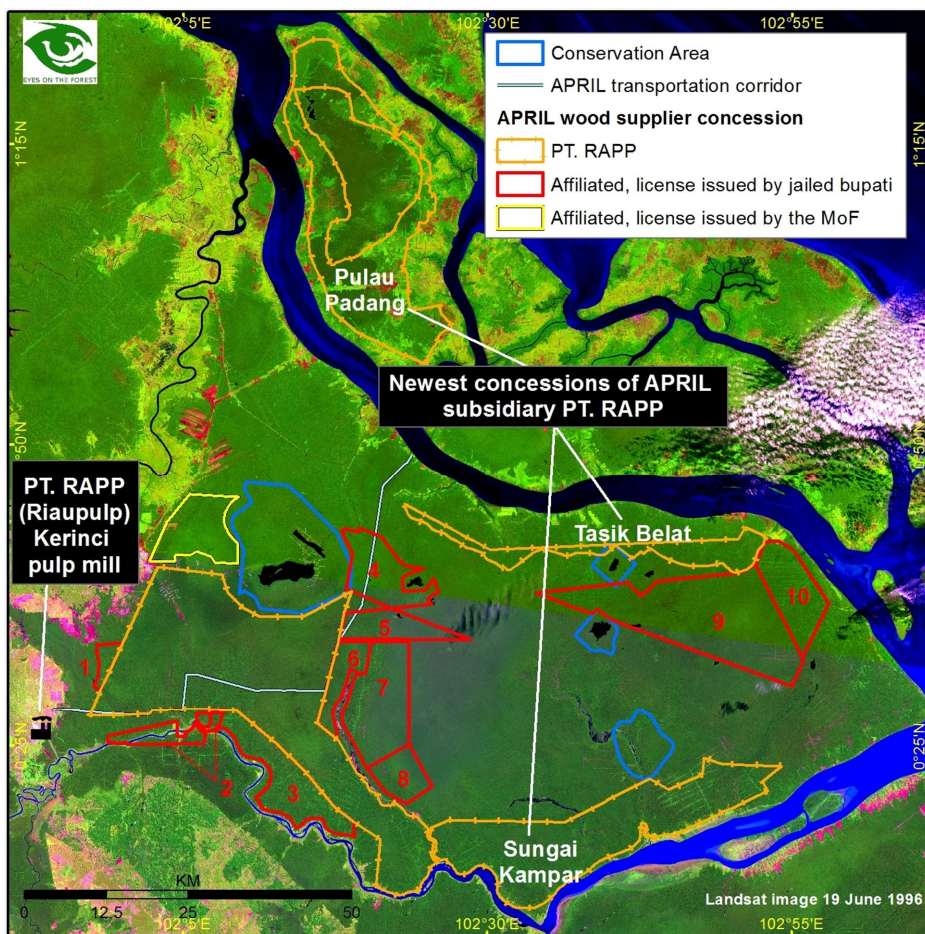 EYES ON THE FOREST
102°5'E
102°30'E
102°55'E
Conservation Area
APRIL transportation corridor
APRIL wood supplier concession
PT. RAPP
Affiliated, license issued by jailed bupati
Affiliated, license issued by the MoF
1°15'N
1°15'N
Pulau
Padang
Newest concessions of APRIL
subsidiary PT. RAPP
0°50'N
PT. RAPP
(Riaupulp)
Kerinci
pulp mill
Tasik Belat
4
10
5
9
1
6
7
0°25'N
0°25'N
8
2
3
Sungai
Kampar
KM
0 12.5 25 50
Landsat image 19 June 1996
102°5'E
102°30'E
102°55'E